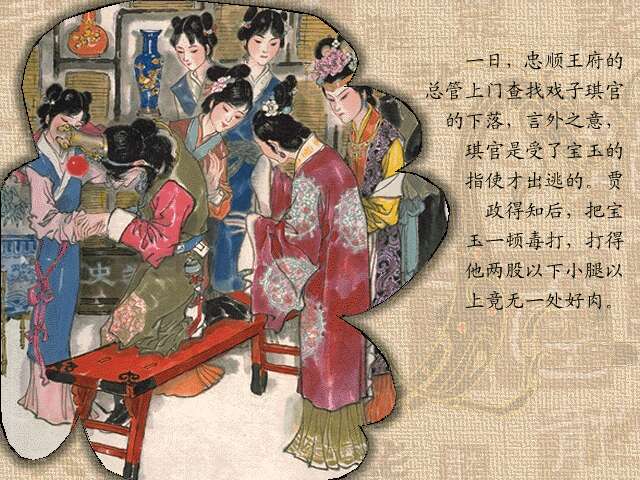 一日，忠顺王府的
总管上门查找戏子琪官
的下落，言外之意，
琪官是受了宝玉的
指使才出逃的。贾
政得知后，把宝
玉一顿毒打，打得
他两股以下小腿以
上竟无一处好肉。